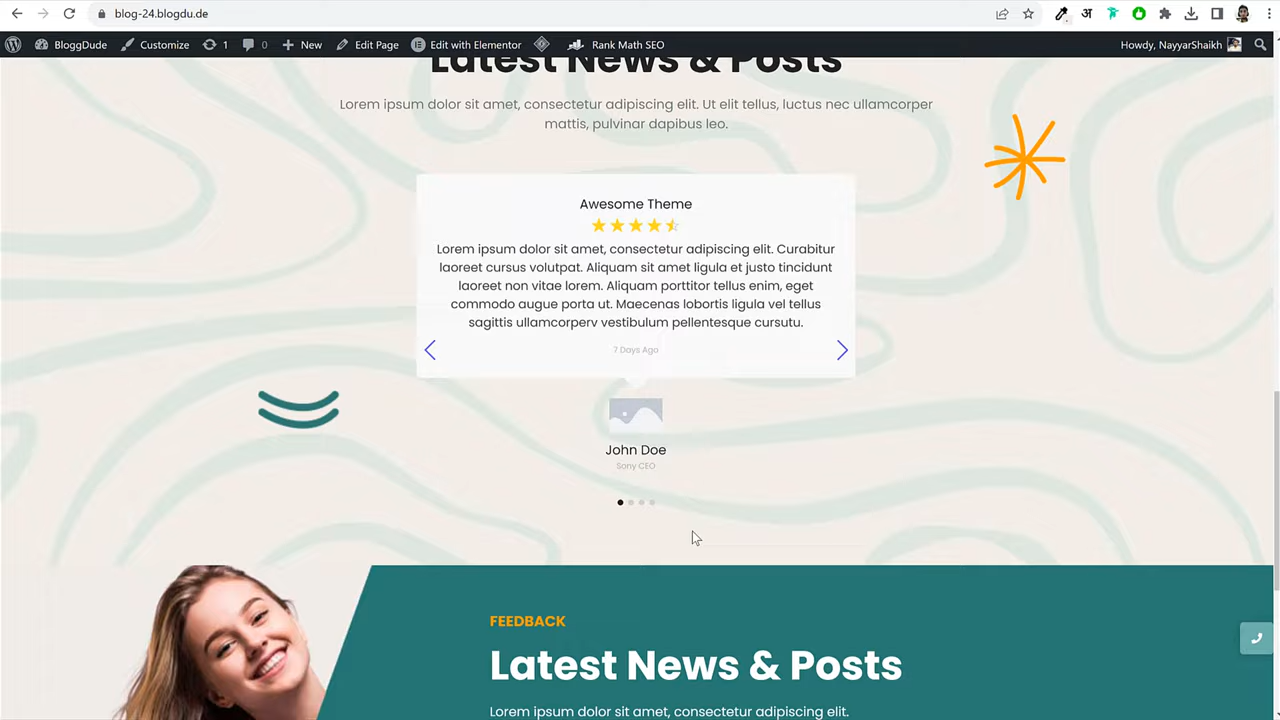 blog-24.blogdu.de
अ
BloggDude
Customize
1
0
New
Edit Page
Edit with Elementor
Rank Math SEO
Howdy, NayyarShaikh
Latest News & Posts
Lorem ipsum dolor sit amet, consectetur adipiscing elit. Ut elit tellus, luctus nec ullamcorper
mattis, pulvinar dapibus leo.
Awesome Theme
Lorem ipsum dolor sit amet, consectetur adipiscing elit. Curabitur
laoreet cursus volutpat. Aliquam sit amet ligula et justo tincidunt
laoreet non vitae lorem. Aliquam porttitor tellus enim, eget
commodo augue porta ut. Maecenas lobortis ligula vel tellus
sagittis ullamcorperv vestibulum pellentesque cursutu.
7 Days Ago
John Doe
Sony CEO
FEEDBACK
Latest News & Posts
Lorem ipsum dolor sit amet, consectetur adipiscing elit.